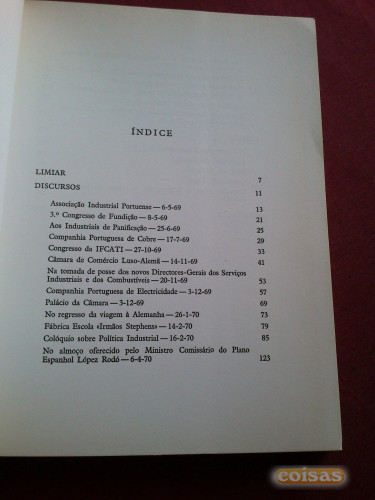 ÍNDICE
LIMIAR 7
DISCURSOS 11
Associação Industrial Portuense — 6-5-69 13
3.º Congresso de Fundição — 8-5-69 21
Aos Industriais de Panificação — 25-6-69 25
Companhia Portuguesa de Cobre — 17-7-69 29
Congresso da IFCATI — 27-10-69 33
Câmara de Comércio Luso-Alemã — 14-11-69 41
Na tomada de posse dos novos Directores-Gerais dos Serviços
Industriais e dos Combustíveis — 20-11-69 53
Companhia Portuguesa de Electricidade — 3-12-69 57
Palácio da Câmara — 3-12-69 69
No regresso da viagem à Alemanha — 26-1-70 73
Fábrica Escola «Irmãos Stephens» — 14-2-70 79
Colóquio sobre Política Industrial — 16-2-70 85
No almoço oferecido pelo Ministro Comissário do Plano
Espanhol López Rodó — 6-4-70 123
coisas